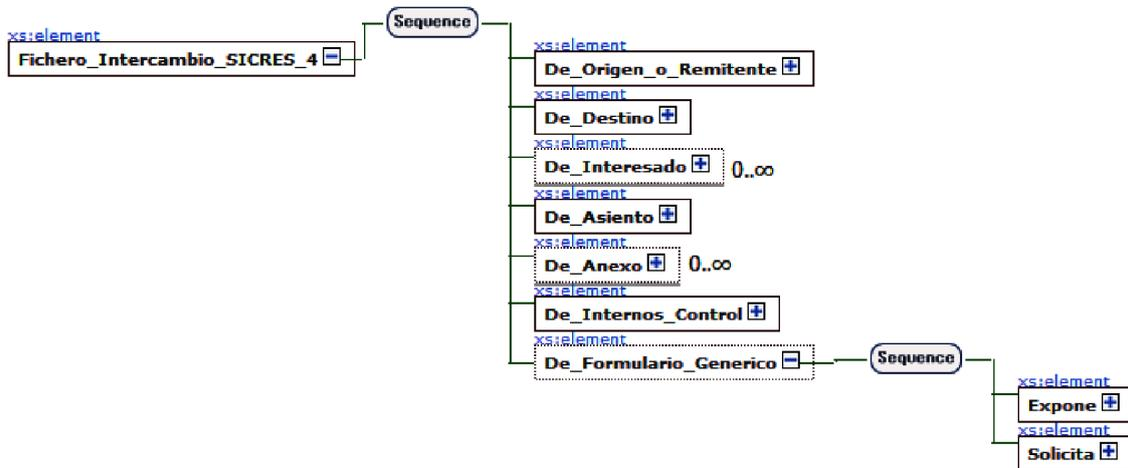 Sequence
xs:element
Fichero_Intercambio_SICRES_4
xs:element
De_Origen_o_Remitente
xs:element
De_Destino
xs:element
De_Interesado 0..∞
xs:element
De_Asiento
xs:element
De_Anexo 0..∞
xs:element
De_Internos_Control
xs:element
De_Formulario_Generico
Sequence
xs:element
Expone
xs:element
Solicita